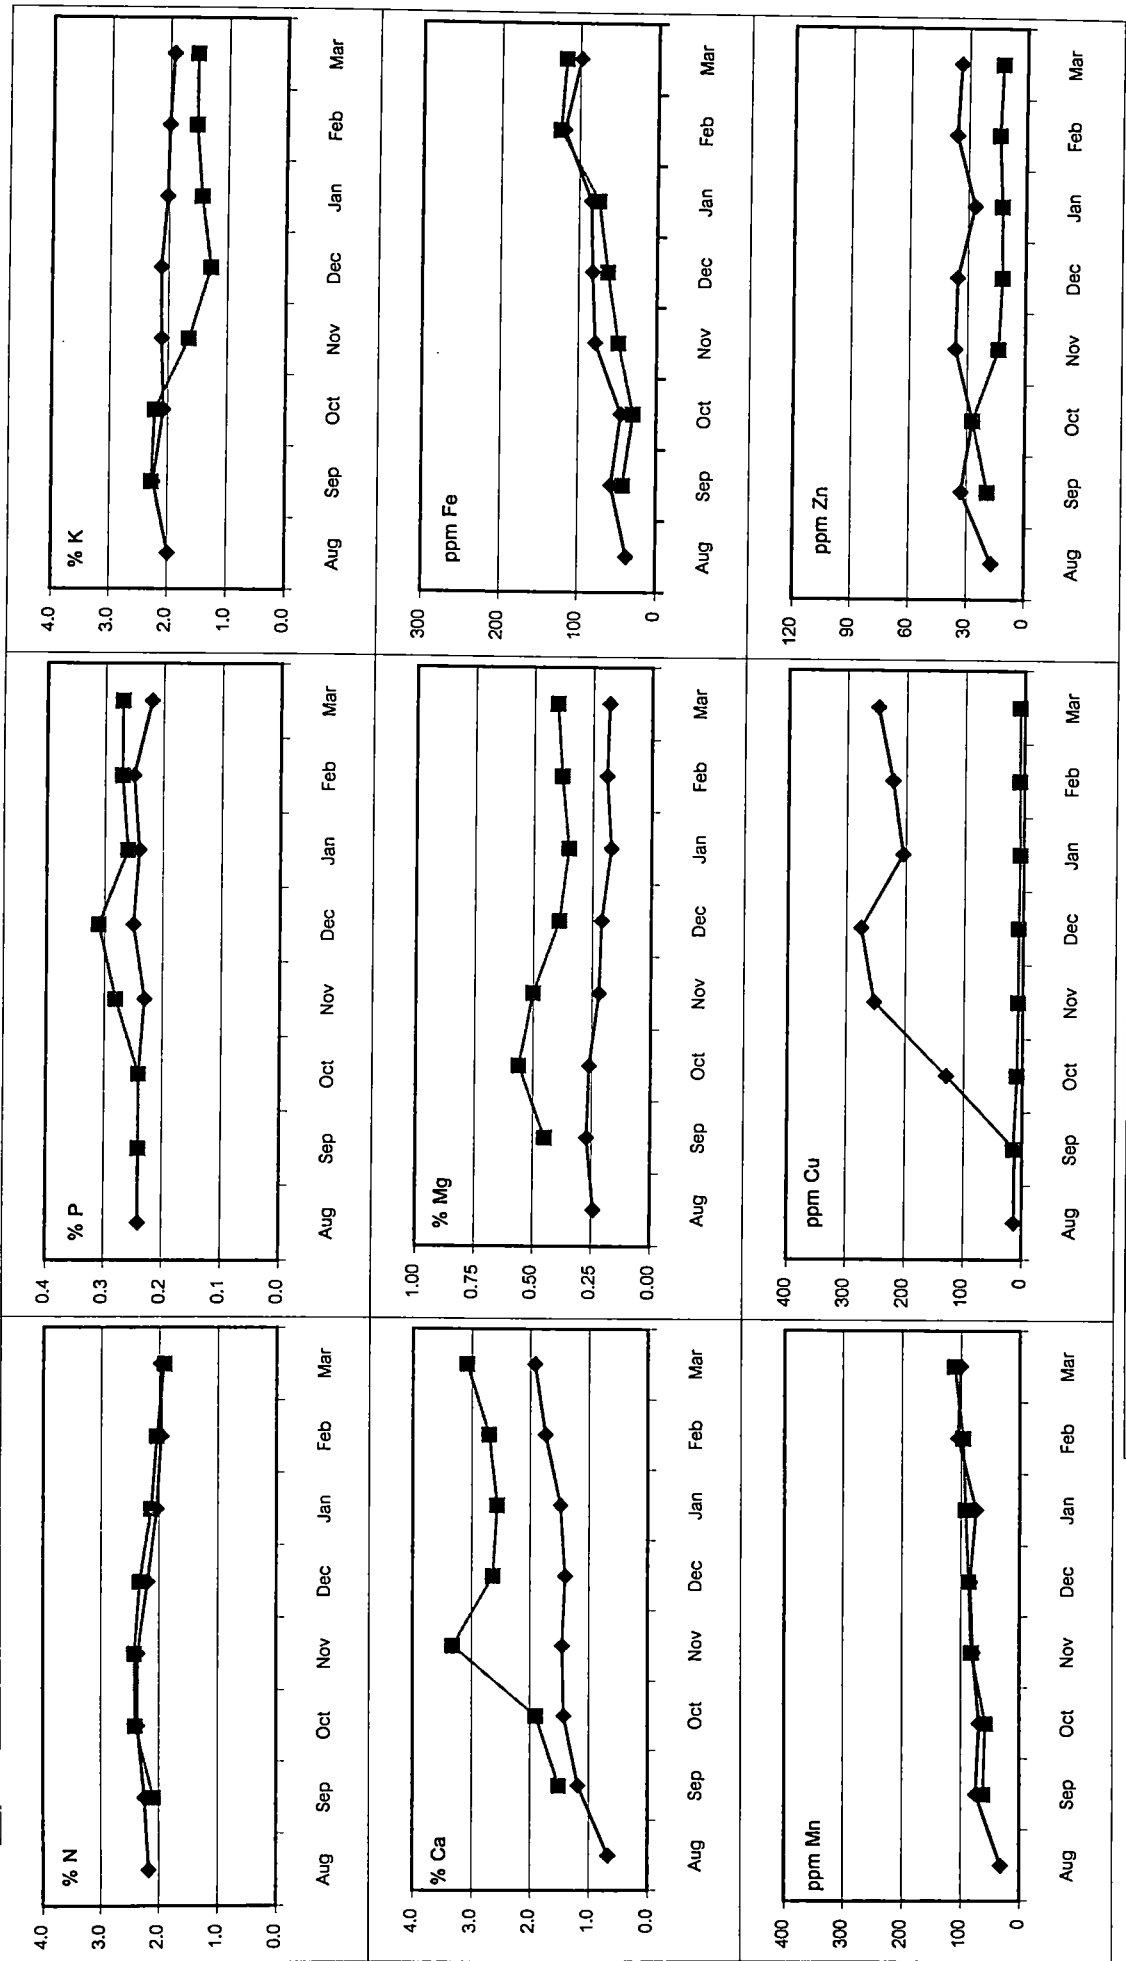 % N
4.0
3.0
2.0
1.0
0.0
Aug Sep Oct Nov Dec Jan Feb Mar
% P
0.4
0.3
0.2
0.1
0.0
Aug Sep Oct Nov Dec Jan Feb Mar
% K
4.0
3.0
2.0
1.0
0.0
Aug Sep Oct Nov Dec Jan Feb Mar
% Ca
4.0
3.0
2.0
1.0
0.0
Aug Sep Oct Nov Dec Jan Feb Mar
% Mg
1.00
0.75
0.50
0.25
0.00
Aug Sep Oct Nov Dec Jan Feb Mar
ppm Fe
300
200
100
0
Aug Sep Oct Nov Dec Jan Feb Mar
ppm Mn
400
300
200
100
0
Aug Sep Oct Nov Dec Jan Feb Mar
ppm Cu
400
300
200
100
0
Aug Sep Oct Nov Dec Jan Feb Mar
ppm Zn
120
90
60
30
0
Aug Sep Oct Nov Dec Jan Feb Mar